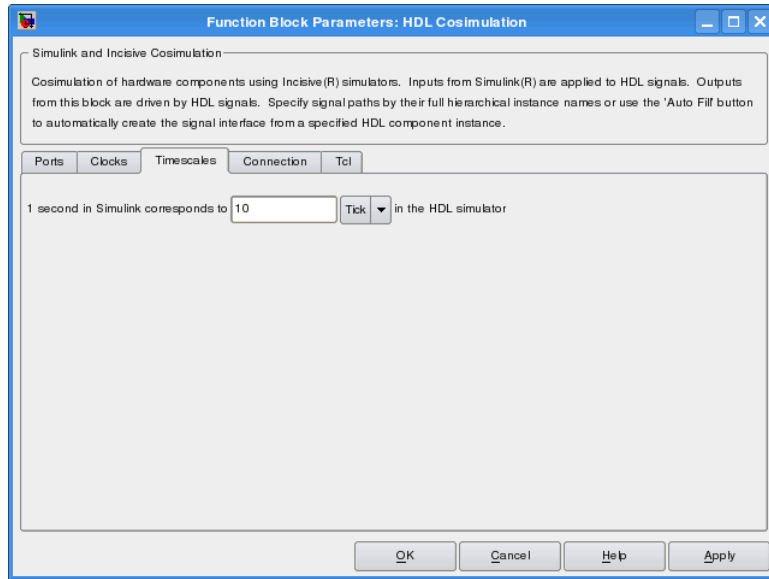 Function Block Parameters: HDL Cosimulation
Simulink and Incisive Cosimulation
Cosimulation of hardware components using Incisive(R) simulators. Inputs from Simulink(R) are applied to HDL signals. Outputs
from this block are driven by HDL signals. Specify signal paths by their full hierarchical instance names or use the 'Auto Fill' button
to automatically create the signal interface from a specified HDL component instance.
Ports Clocks Timescales Connection Tcl
1 second in Simulink corresponds to 10 Tick in the HDL simulator
OK Cancel Help Apply